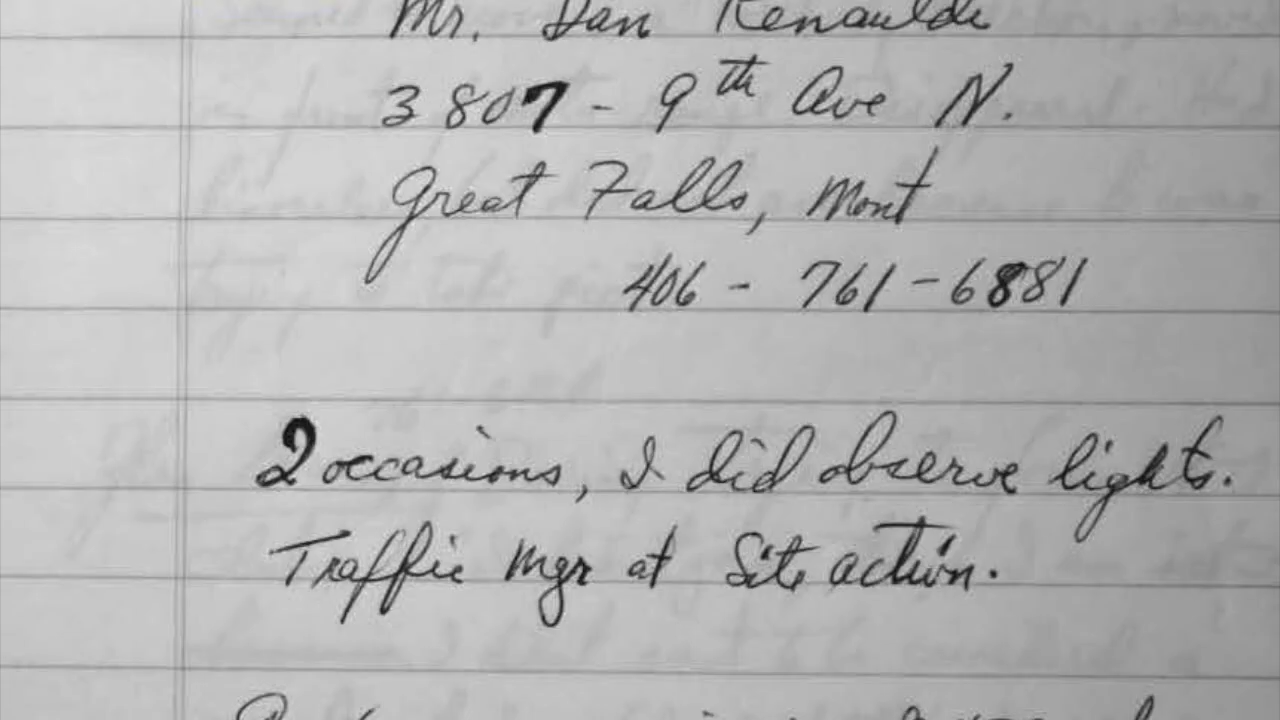 Mr. Dan Renaulde
3807 - 9th Ave N.
Great Falls, Mont
406 - 761-6881
2 occasions, I did observe lights.
Traffic Mgr at Site action.